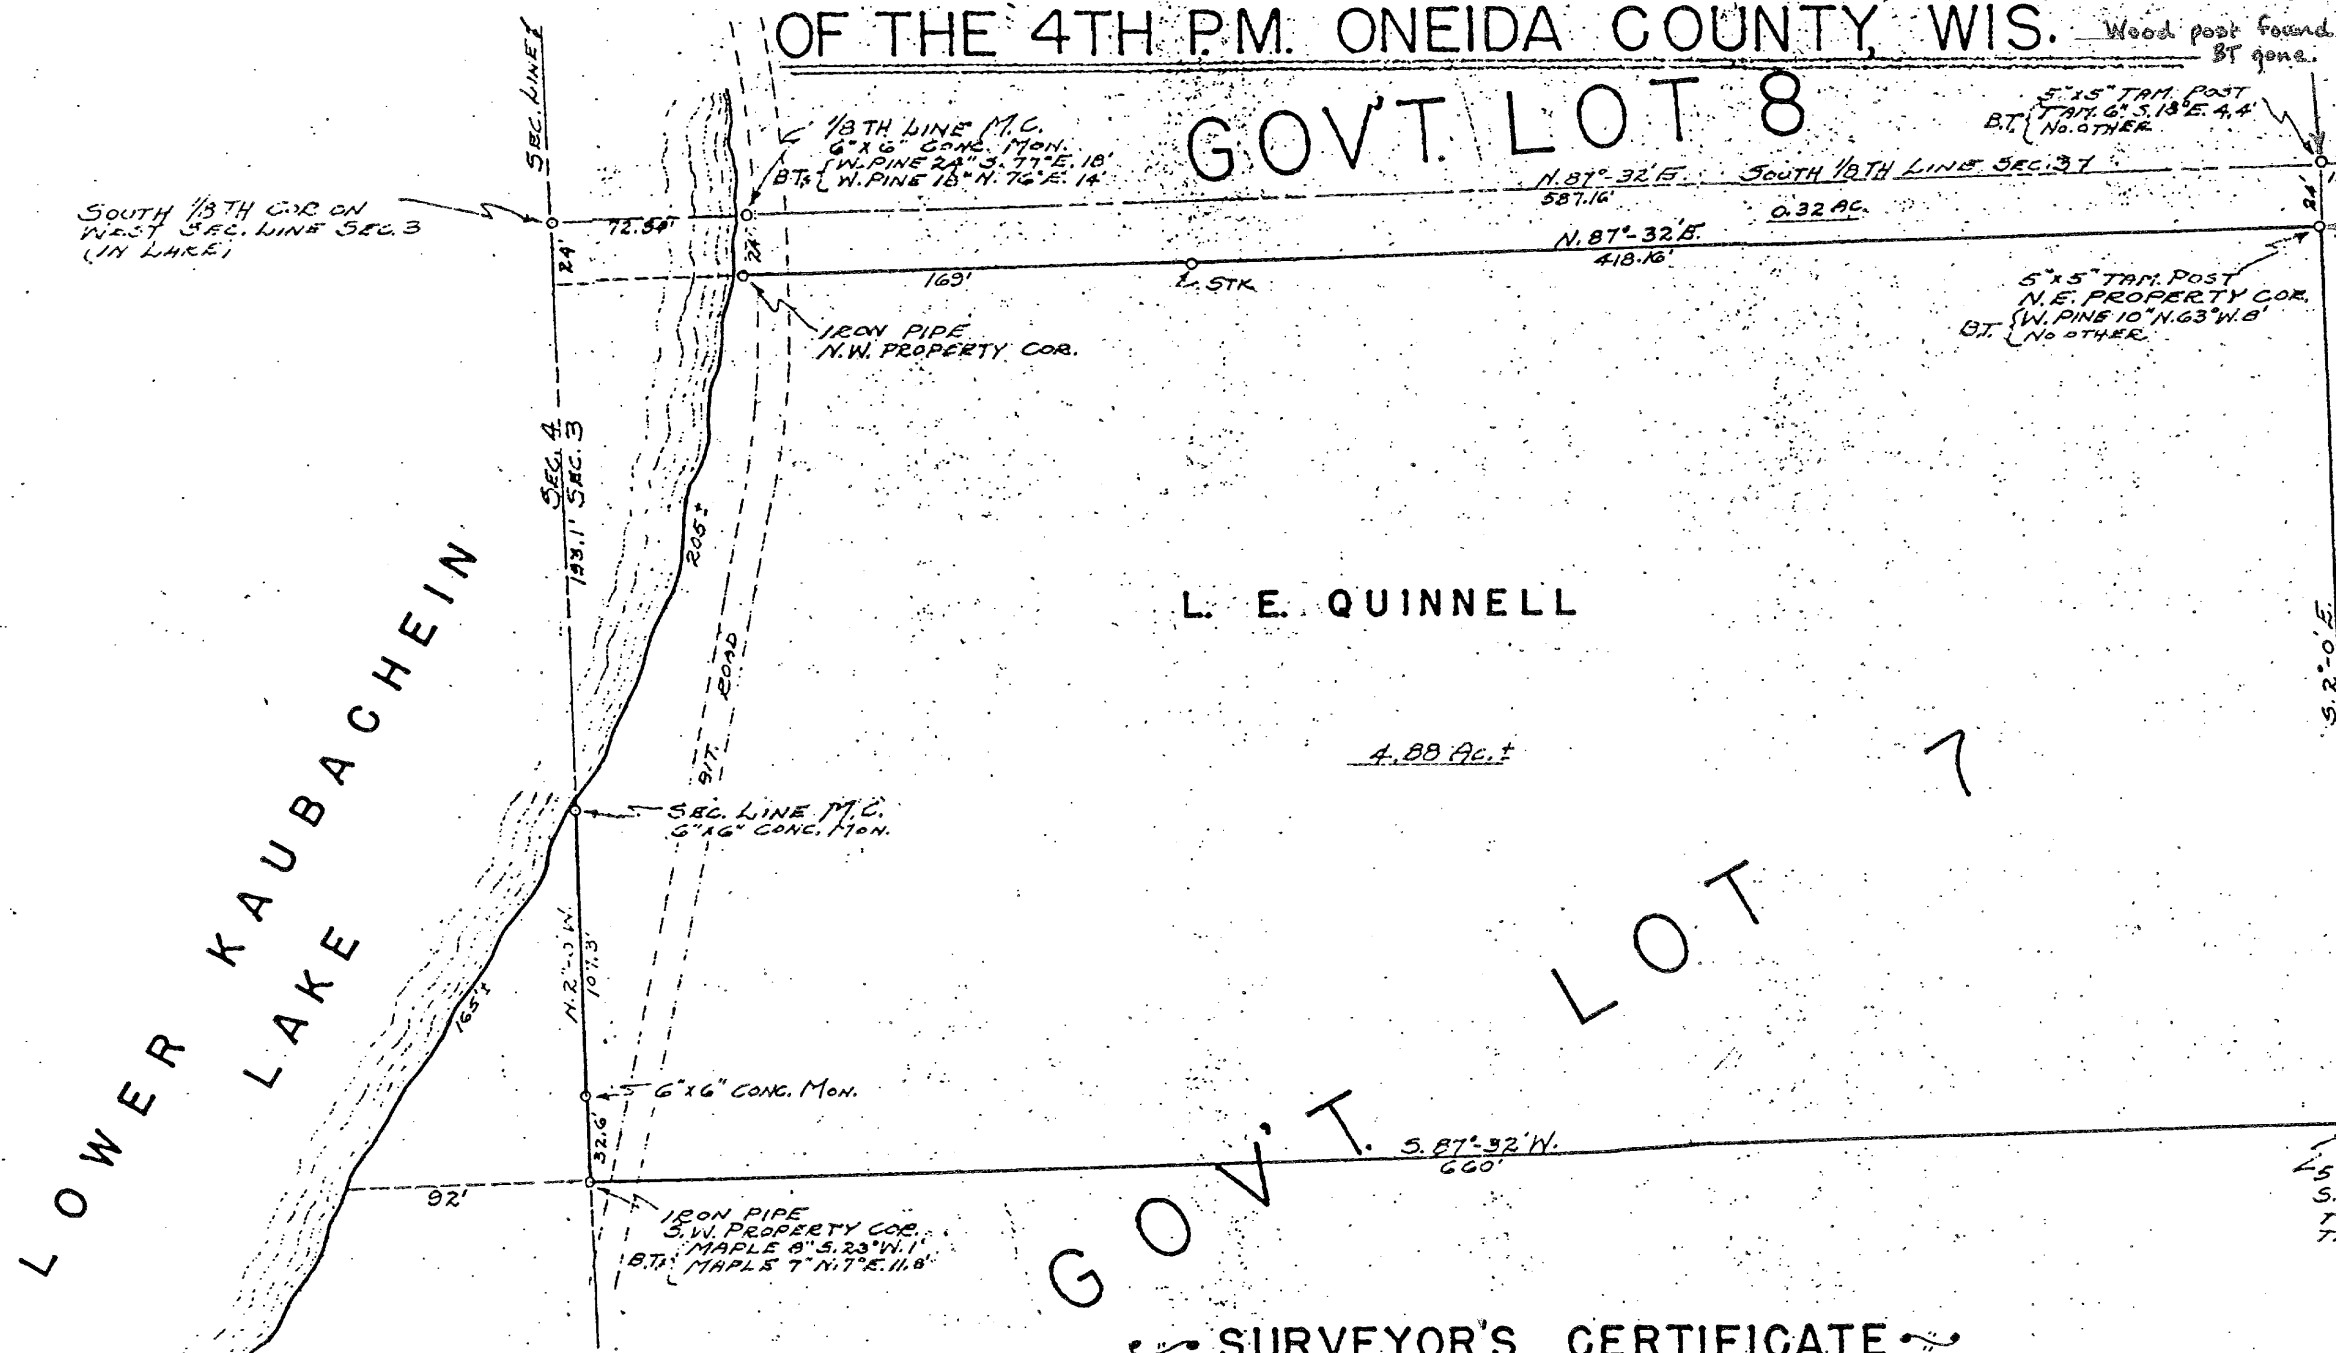 OF THE 4TH P.M. ONEIDA COUNTY, WIS.
Wood post found
BT gone.
SEC. LINE
GOV'T. LOT 8
1/8TH LINE M.C.
6"X6" CONC. MON.
B.T.s { W. PINE 24" S. 77° E. 18'
W. PINE 18" N. 76° E. 14'
5"x5" TAM. POST
B.T. { TAM. 6" S. 18° E. 4.4'
NO OTHER
SOUTH 1/8TH COR ON
WEST SEC. LINE SEC. 3
(IN LAKE)
N. 87°-32' E. SOUTH 1/8TH LINE SEC. 3
587.16'
0.32 AC.
72.54'
24'
24'
24'
N. 87°-32' E.
418.16'
169'
STK
IRON PIPE
N.W. PROPERTY COR.
5"x5" TAM. POST
N.E. PROPERTY COR.
B.T. { W. PINE 10" N. 63° W. 8'
NO OTHER
SEC. 4
SEC. 3
193.1'
205'±
L. E. QUINNELL
S. 2°-0' E.
BIT. ROAD
4.88 AC. ±
LOWER KAUBACHEIN
LAKE
SEC. LINE M.C.
6"X6" CONC. MON.
N. 2°-0' W.
107.3'
165'±
6"X6" CONC. MON.
32.6'
GOV'T. LOT 7
S. 87°-32' W.
660'
92'
IRON PIPE
S.W. PROPERTY COR.
B.T.s { MAPLE 8" S. 23° W. 1'
MAPLE 7" N. 7° E. 11.8'
SURVEYOR'S CERTIFICATE